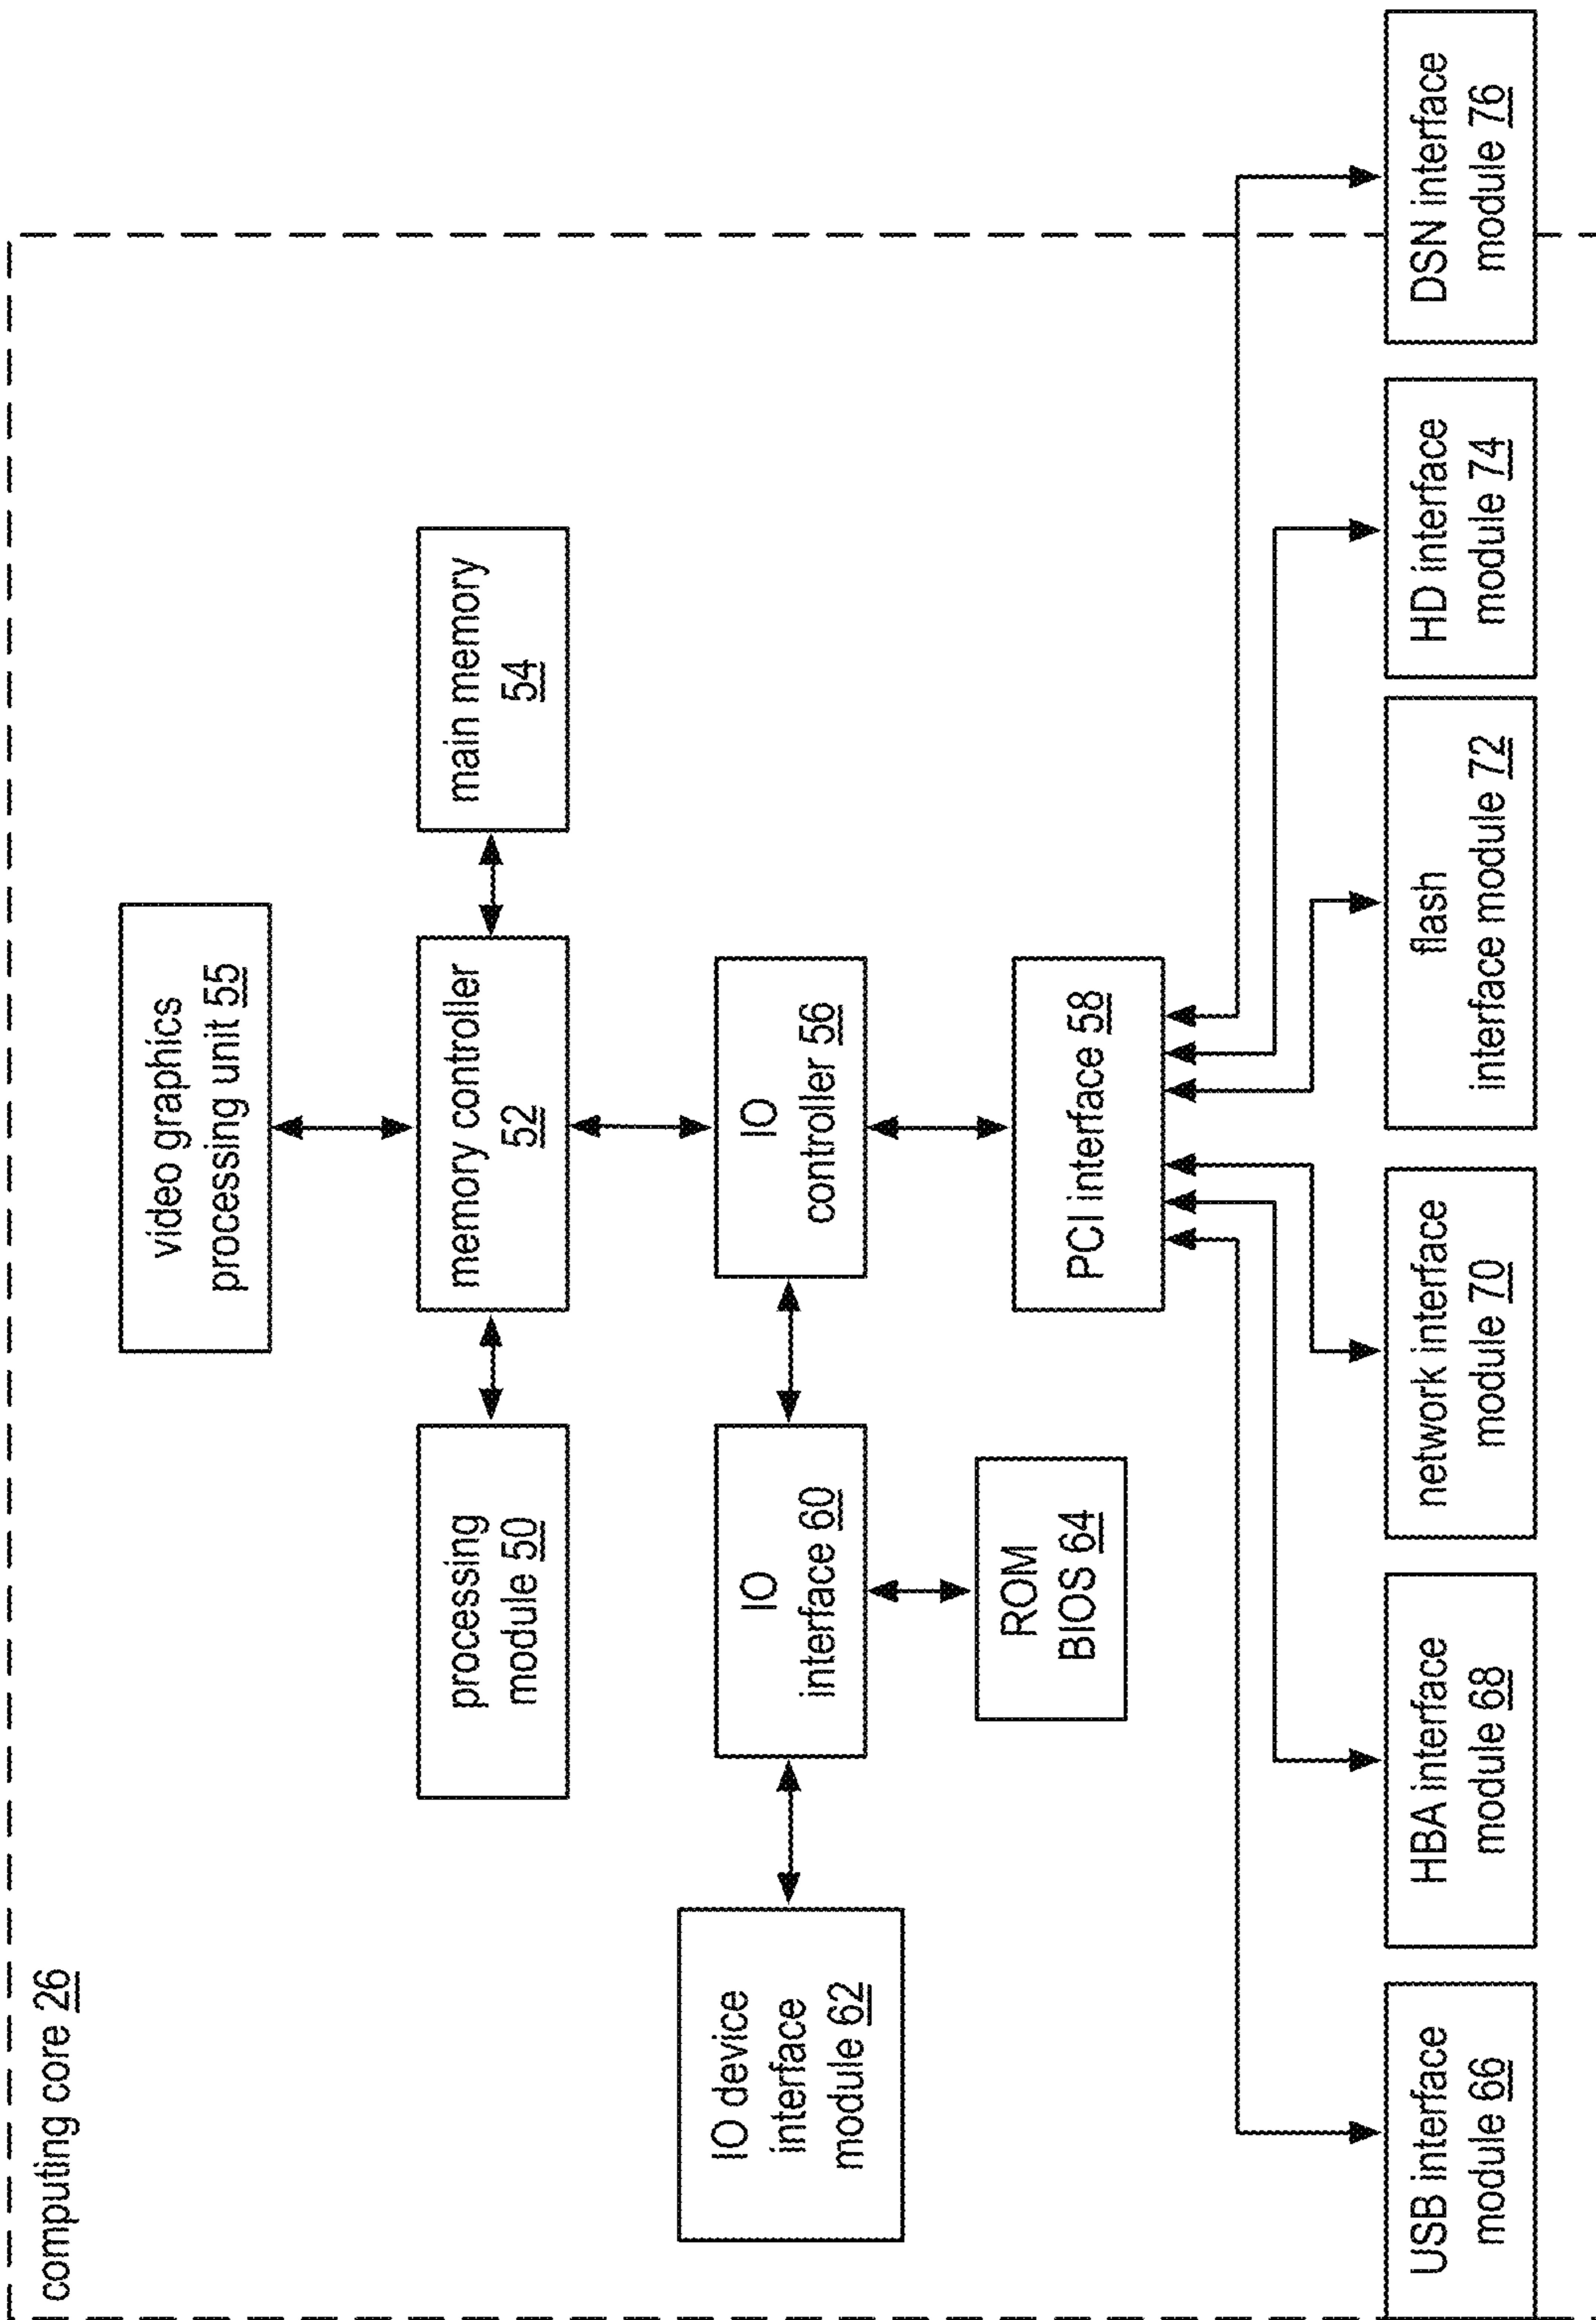 computing core 26
video graphics
processing unit 55
processing
module 50
memory controller
52
main memory
54
IO device
interface
module 62
IO
interface 60
IO
controller 56
ROM
BIOS 64
PCI interface 58
USB interface
module 66
HBA interface
module 68
network interface
module 70
flash
interface module 72
HD interface
module 74
DSN interface
module 76